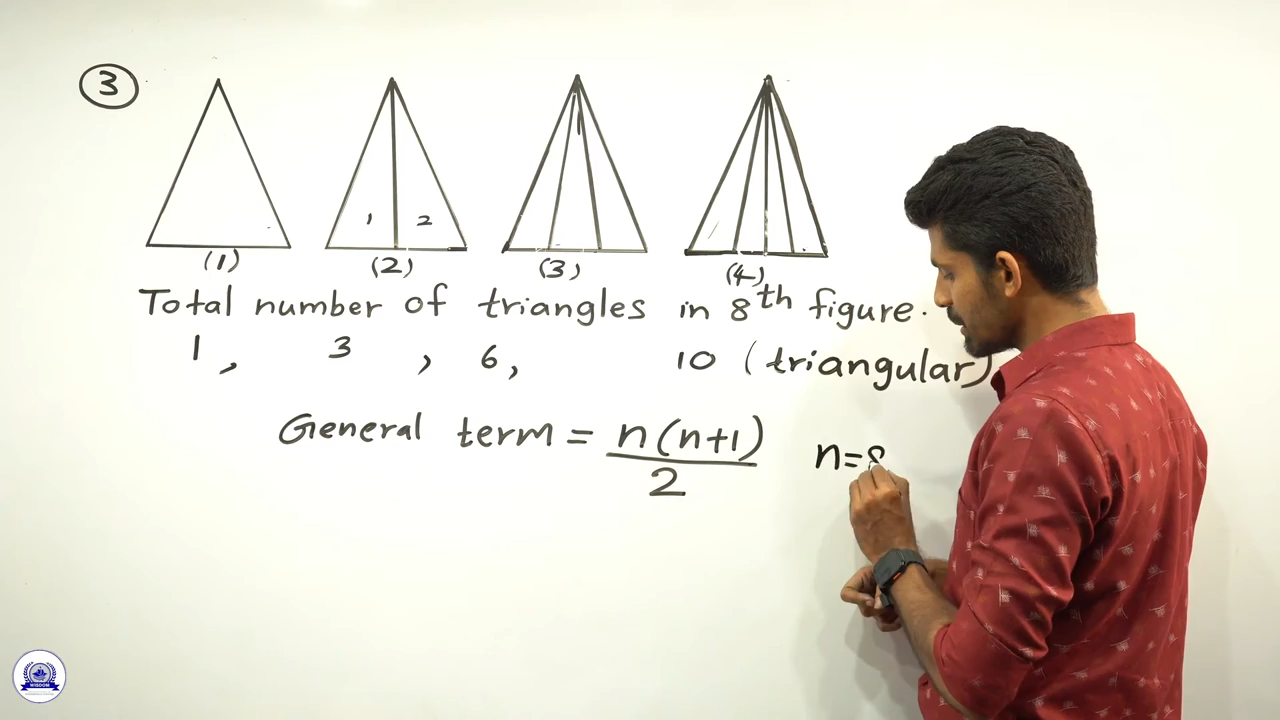 3
1 2
(1) (2) (3) (4)
Total number of triangles in 8th figure.
1, 3, 6, 10 (triangular)
General term = n(n+1)/2 n=8
WISDOM